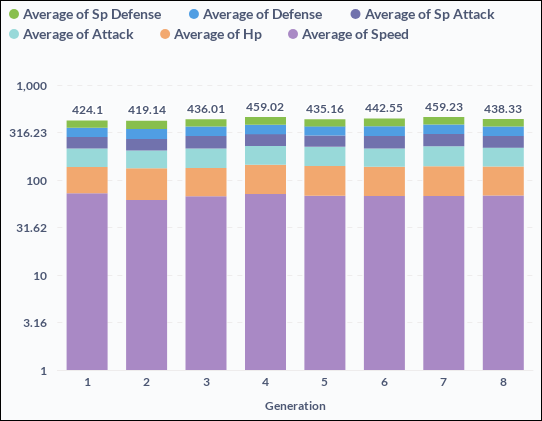 Average of Sp Defense Average of Defense Average of Sp Attack
Average of Attack Average of Hp Average of Speed
1,000
424.1 419.14 436.01 459.02 435.16 442.55 459.23 438.33
316.23
100
31.62
10
3.16
1
1 2 3 4 5 6 7 8
Generation